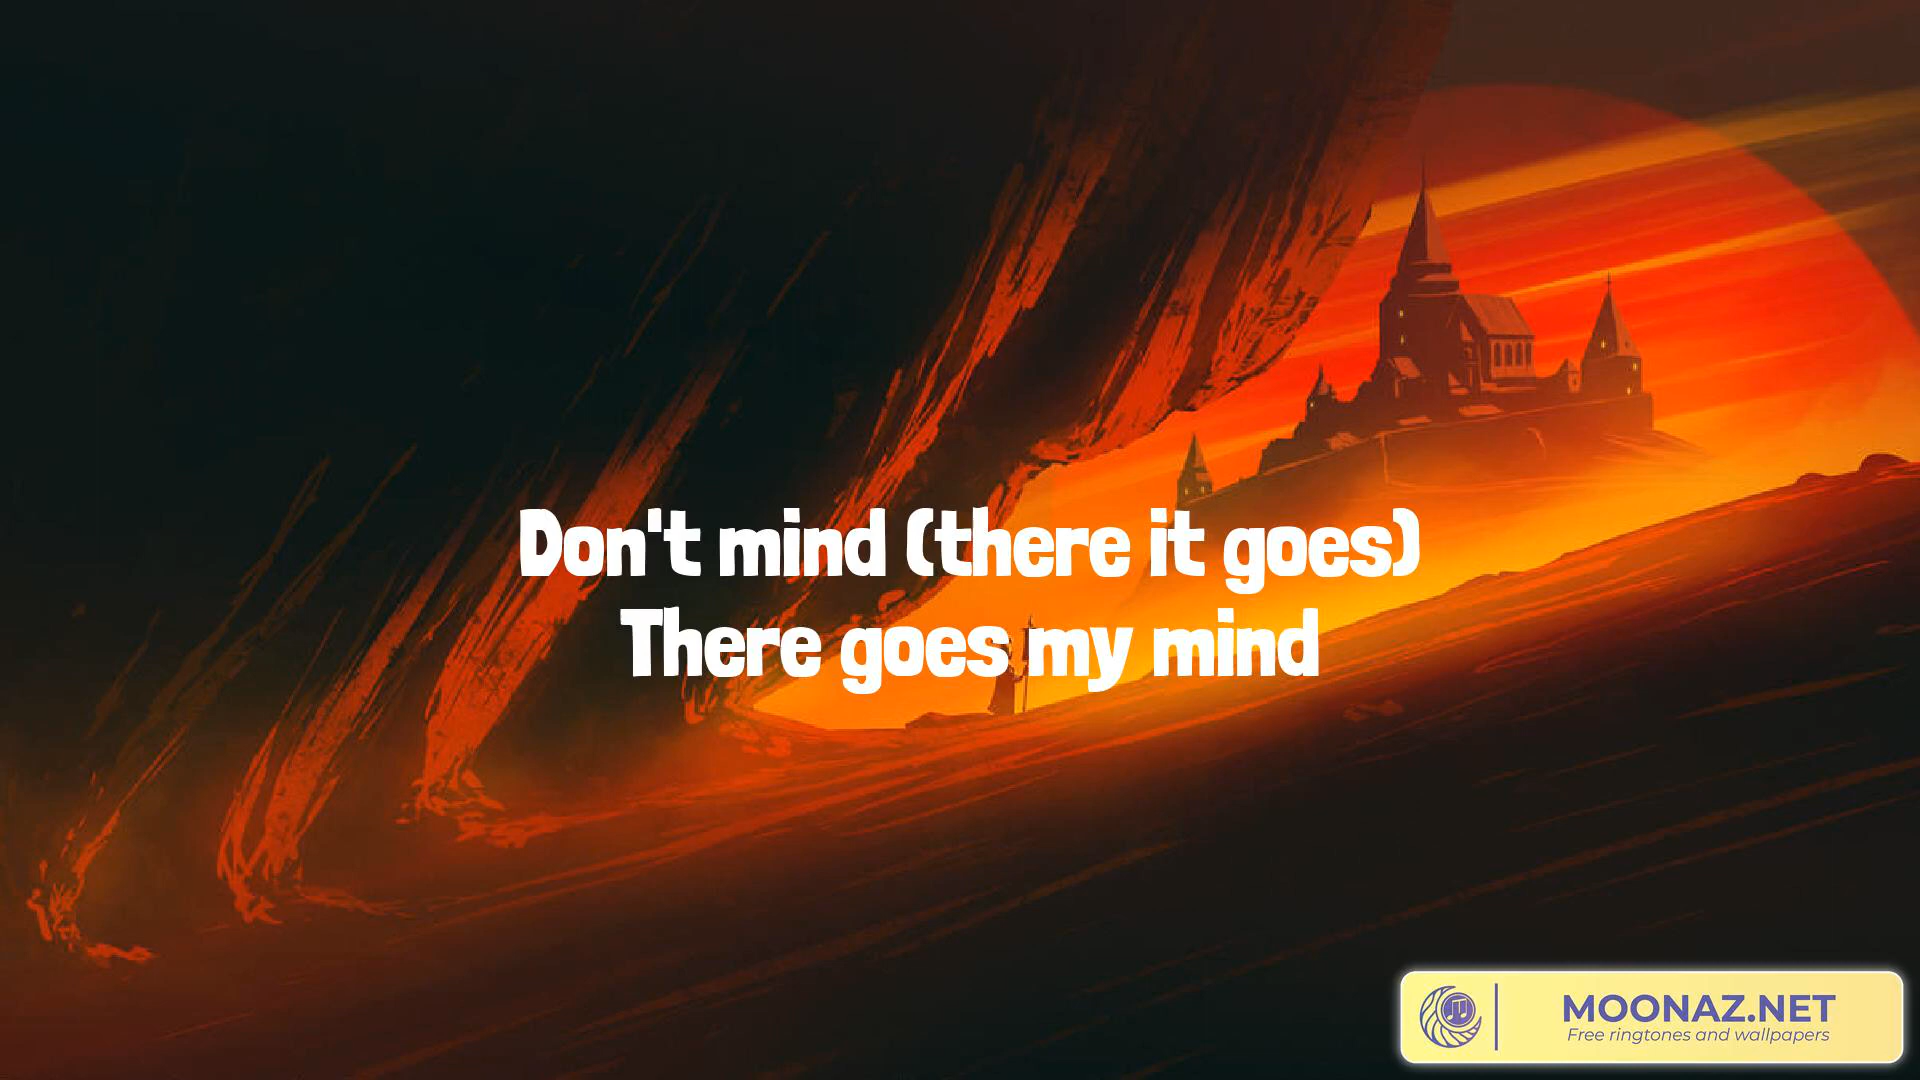 Don't mind (there it goes)
There goes my mind
MOONAZ.NET
Free ringtones and wallpapers